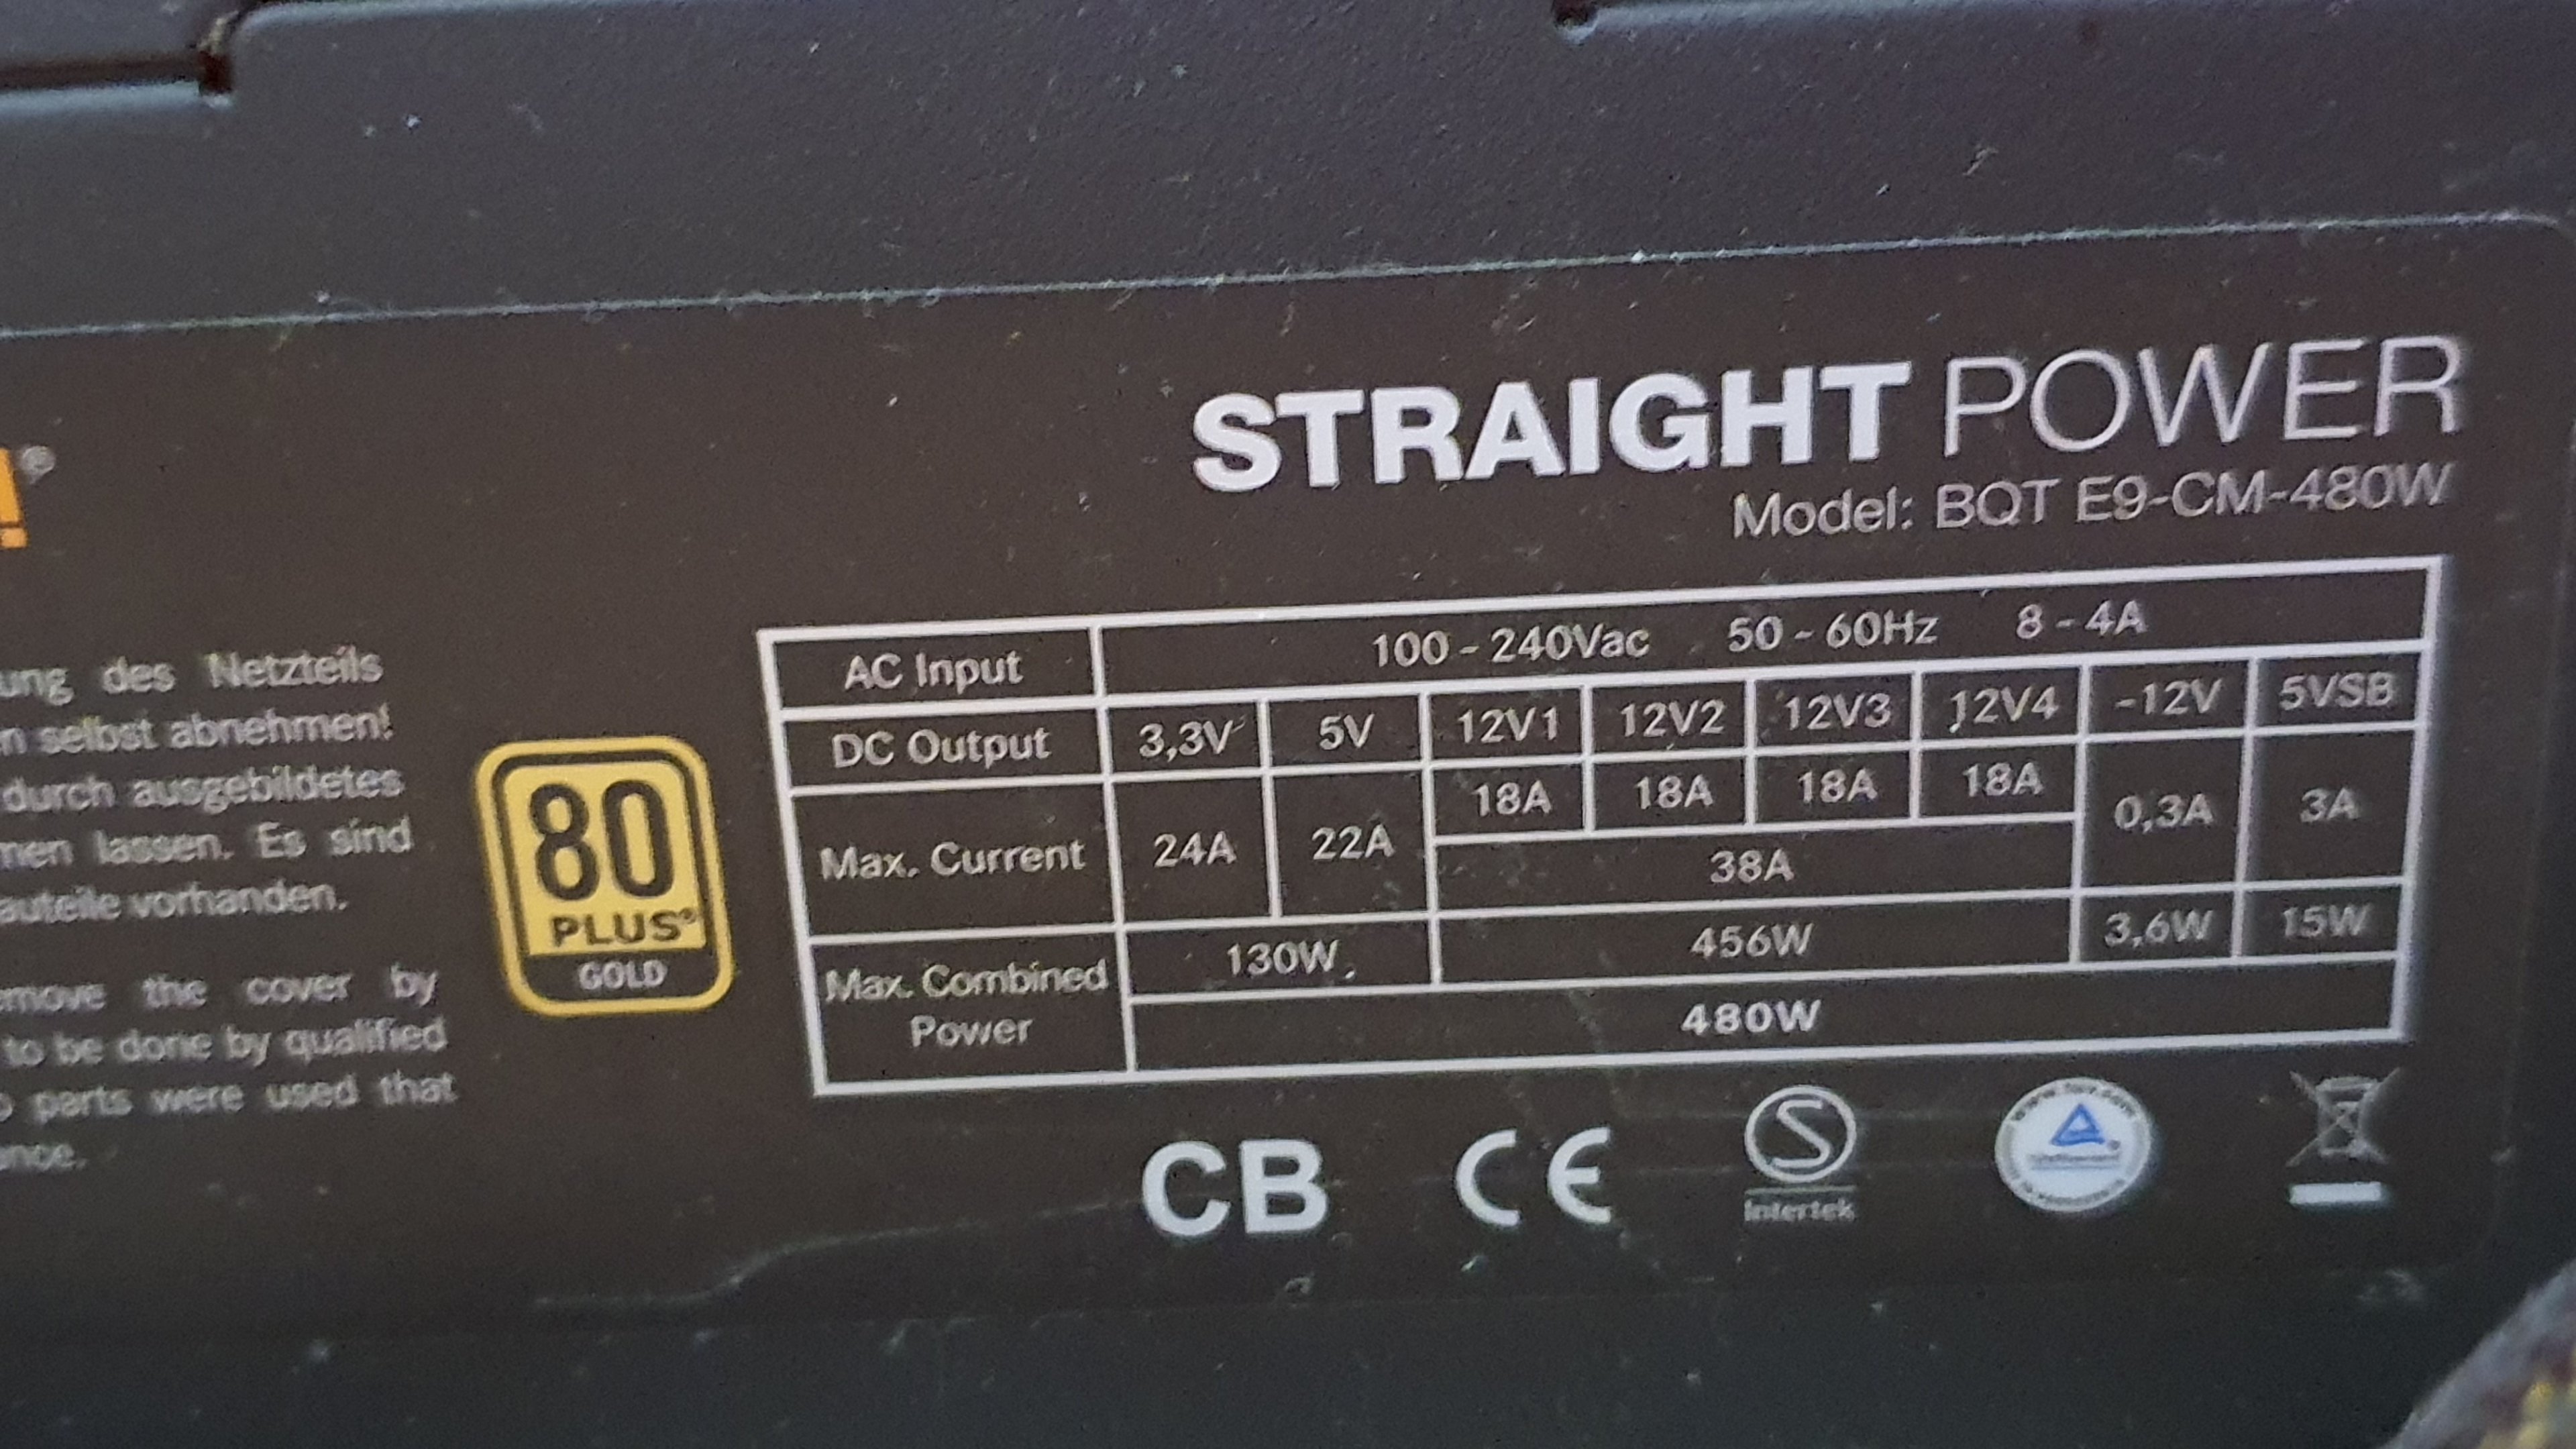 !®
STRAIGHT POWER
Model: BQT E9-CM-480W
ung des Netzteils
n selbst abnehmen!
durch ausgebildetes
men lassen. Es sind
auteile vorhanden.
emove the cover by
to be done by qualified
parts were used that
ance.
80
PLUS®
GOLD
AC Input 100 - 240Vac 50 - 60Hz 8 - 4A
DC Output 3,3V 5V 12V1 12V2 12V3 12V4 -12V 5VSB
Max. Current 24A 22A 18A 18A 18A 18A 0,3A 3A
38A
Max. Combined Power 130W 456W 3,6W 15W
480W
CB CE S
Intertek